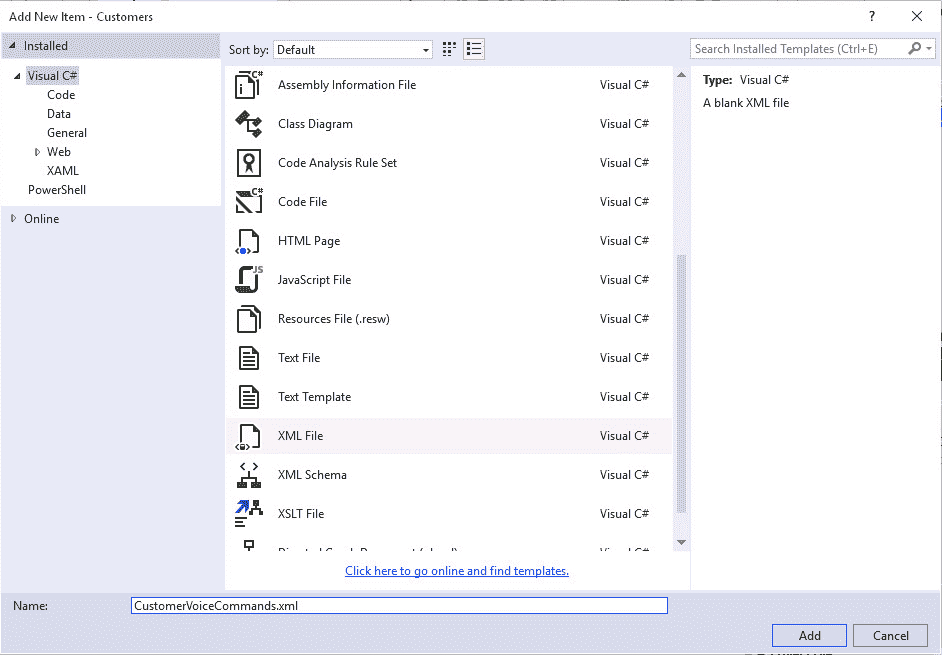 Add New Item - Customers
?
Installed
Sort by: Default
Search Installed Templates (Ctrl+E)
Visual C#
Code
Data
General
Web
XAML
PowerShell
Online
Assembly Information File Visual C#
Class Diagram Visual C#
Code Analysis Rule Set Visual C#
Code File Visual C#
HTML Page Visual C#
JavaScript File Visual C#
Resources File (.resw) Visual C#
Text File Visual C#
Text Template Visual C#
XML File Visual C#
XML Schema Visual C#
XSLT File Visual C#
Type: Visual C#
A blank XML file
Click here to go online and find templates.
Name: CustomerVoiceCommands.xml
Add Cancel